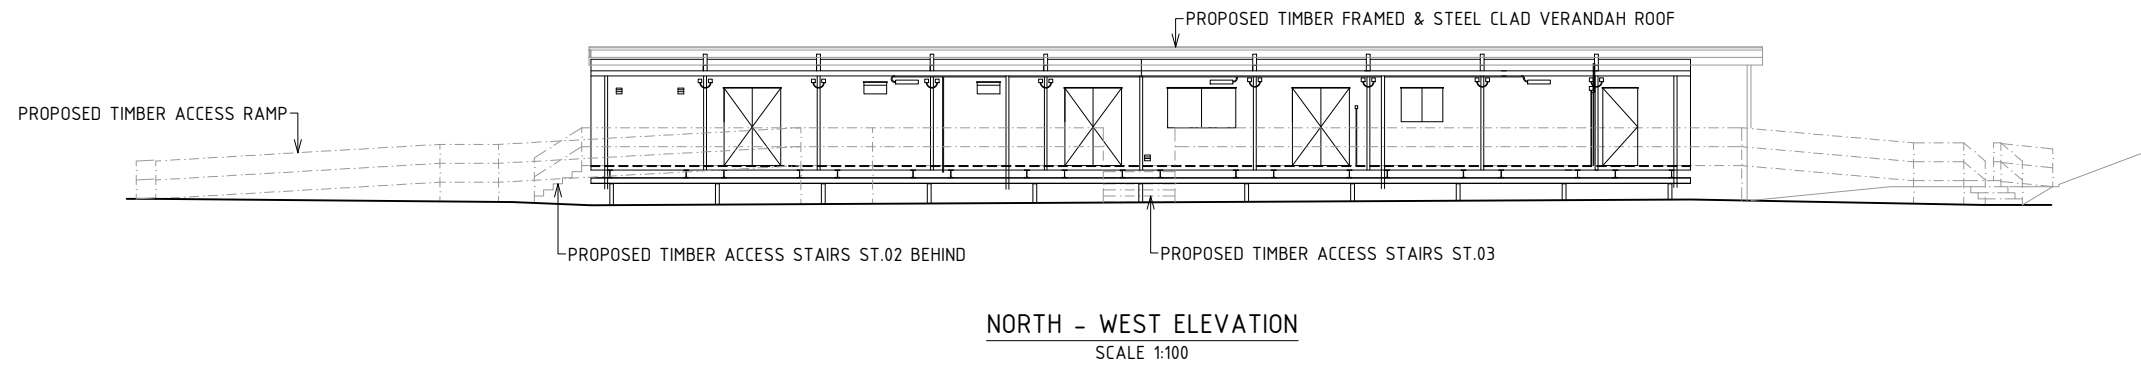 PROPOSED TIMBER FRAMED & STEEL CLAD VERANDAH ROOF
PROPOSED TIMBER ACCESS RAMP
PROPOSED TIMBER ACCESS STAIRS ST.02 BEHIND
PROPOSED TIMBER ACCESS STAIRS ST.03
NORTH - WEST ELEVATION
SCALE 1:100